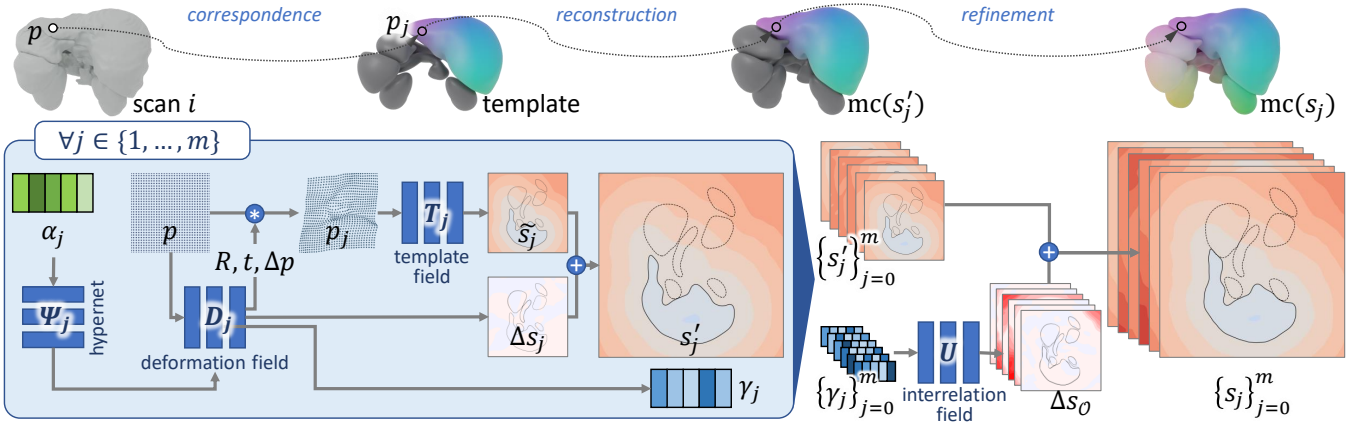 correspondence
reconstruction
refinement
p
p_j
scan i
template
mc(s'_j)
mc(s_j)
∀j ∈ {1, …, m}
α_j
p
*
p_j
T_j
template
field
s̃_j
R, t, Δp
+
Ψ_j
hypernet
D_j
deformation field
Δs_j
s'_j
γ_j
{s'_j}^m_{j=0}
+
{γ_j}^m_{j=0}
U
interrelation
field
Δs_𝒪
{s_j}^m_{j=0}